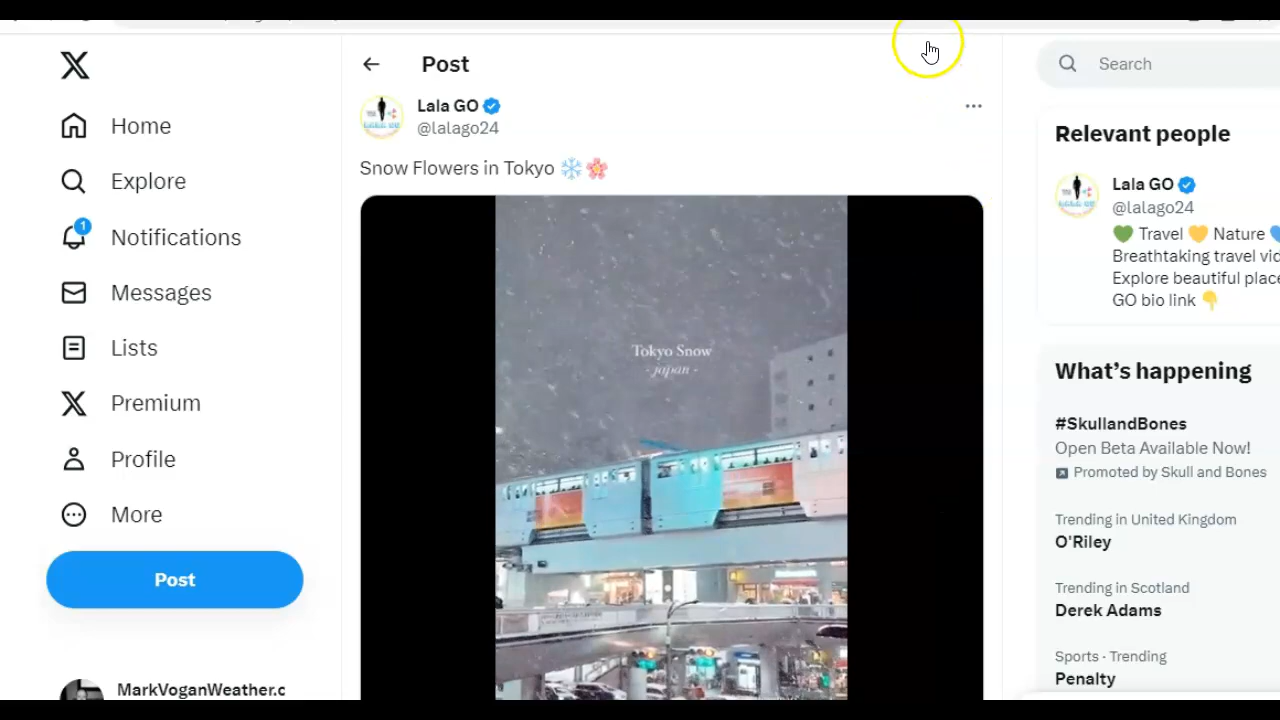 Home
Explore
1
Notifications
Messages
Lists
Premium
Profile
More
Post
MarkVoganWeather.c
Post
Lala GO
@lalago24
Snow Flowers in Tokyo ❄️🌸
Tokyo Snow
- japan -
Search
Relevant people
Lala GO
@lalago24
💚 Travel 💛 Nature 💙
Breathtaking travel vid
Explore beautiful place
GO bio link 👇
What's happening
#SkullandBones
Open Beta Available Now!
Promoted by Skull and Bones
Trending in United Kingdom
O'Riley
Trending in Scotland
Derek Adams
Sports · Trending
Penalty